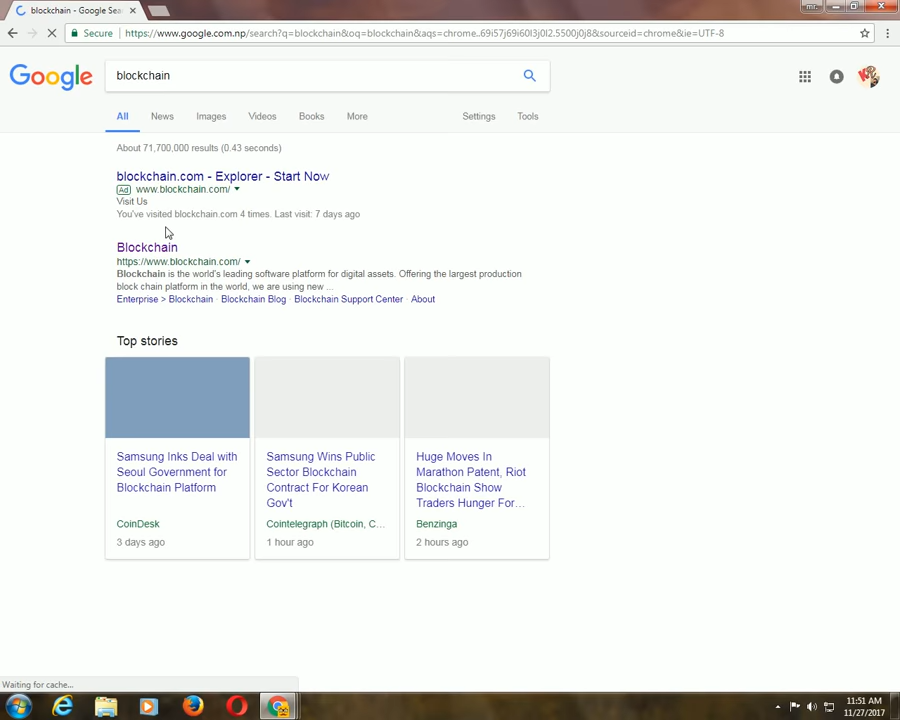 blockchain - Google Sea
mr.
Secure
https://www.google.com.np/search?q=blockchain&oq=blockchain&aqs=chrome..69i57j69i60l3j0l2.5500j0j8&sourceid=chrome&ie=UTF-8
Google
blockchain
All News Images Videos Books More Settings Tools
About 71,700,000 results (0.43 seconds)
blockchain.com - Explorer - Start Now
Ad www.blockchain.com/
Visit Us
You've visited blockchain.com 4 times. Last visit: 7 days ago
Blockchain
https://www.blockchain.com/
Blockchain is the world's leading software platform for digital assets. Offering the largest production
block chain platform in the world, we are using new ...
Enterprise > Blockchain · Blockchain Blog · Blockchain Support Center · About
Top stories
Samsung Inks Deal with
Seoul Government for
Blockchain Platform
CoinDesk
3 days ago
Samsung Wins Public
Sector Blockchain
Contract For Korean
Gov't
Cointelegraph (Bitcoin, C...
1 hour ago
Huge Moves In
Marathon Patent, Riot
Blockchain Show
Traders Hunger For...
Benzinga
2 hours ago
Waiting for cache...
11:51 AM
11/27/2017